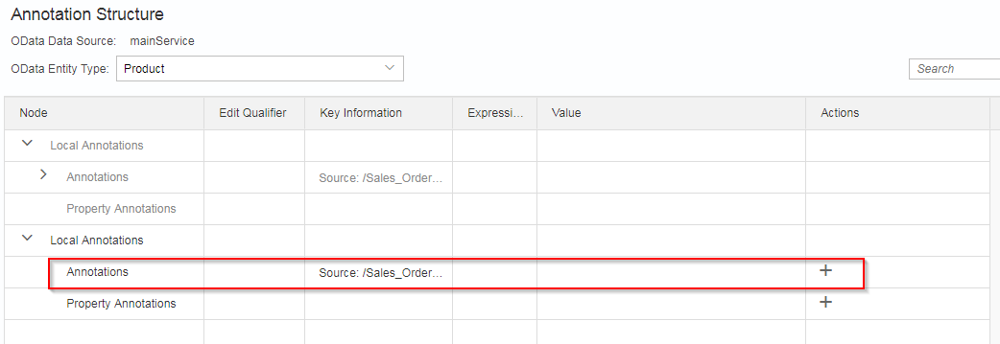 Annotation Structure
OData Data Source: mainService
OData Entity Type: Product
Search
Node Edit Qualifier Key Information Expressi... Value Actions
Local Annotations
Annotations Source: /Sales_Order...
Property Annotations
Local Annotations
Annotations Source: /Sales_Order... +
Property Annotations +